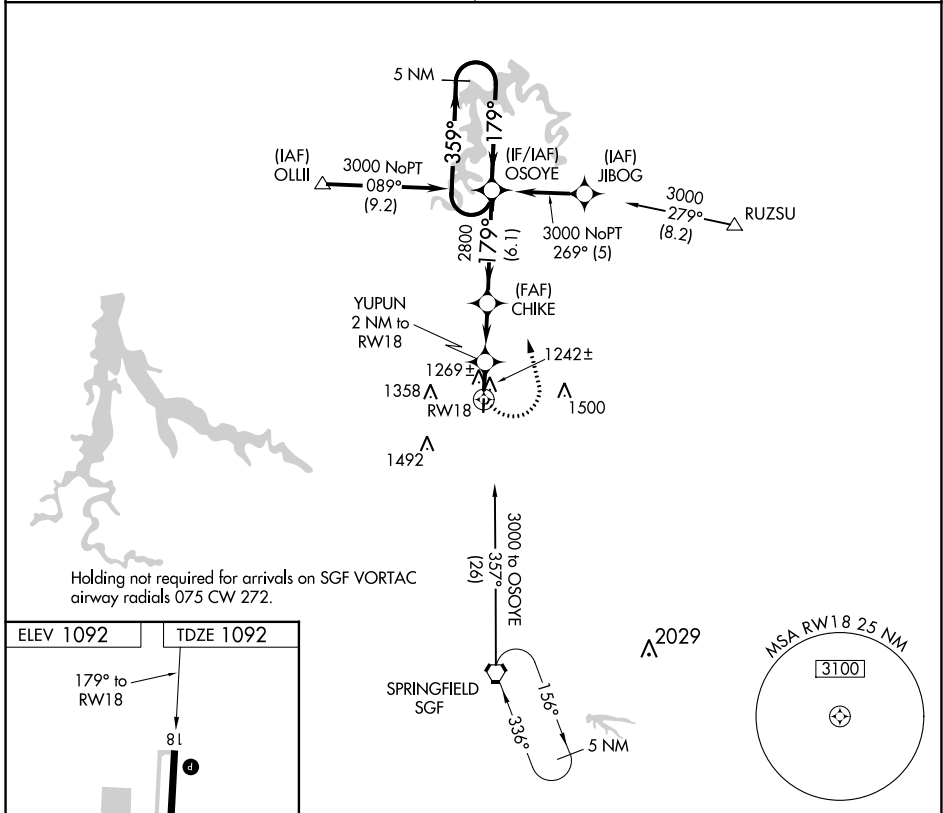 5 NM
359°
179°
(IAF)
OLLII
3000 NoPT
089°
(9.2)
(IF/IAF)
OSOYE
(IAF)
JIBOG
3000
279°
(8.2)
RUZSU
3000 NoPT
269° (5)
2800
179°
(6.1)
(FAF)
CHIKE
YUPUN
2 NM to
RW18
1269±
1242±
1358
RW18
1500
1492
3000 to OSOYE
357°
(26)
Holding not required for arrivals on SGF VORTAC
airway radials 075 CW 272.
ELEV 1092
TDZE 1092
179° to
RW18
18
P
2029
SPRINGFIELD
SGF
156°
336°
5 NM
MSA RW18 25 NM
3100